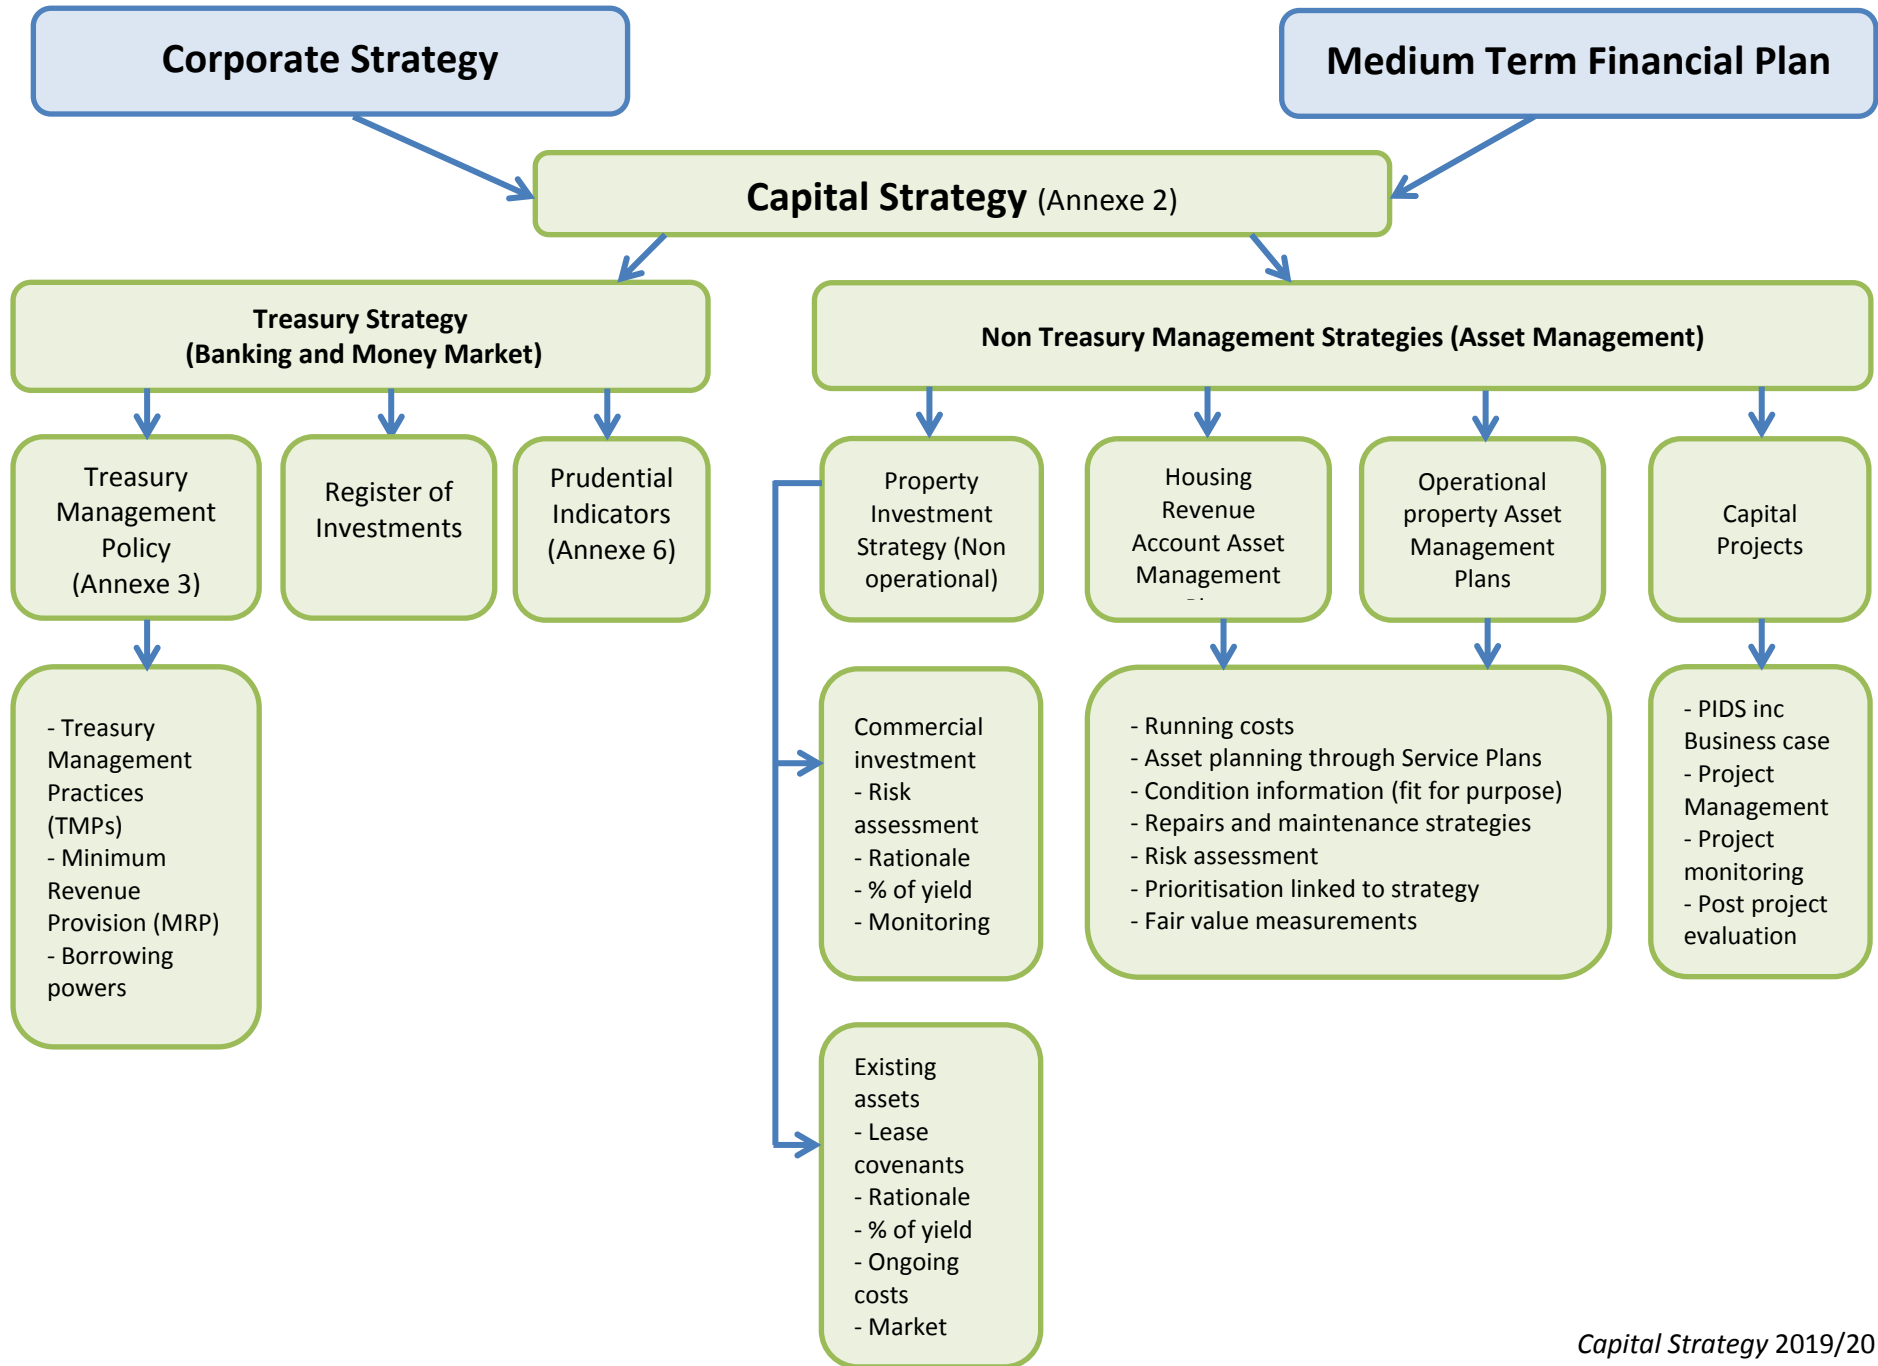 Corporate Strategy
Medium Term Financial Plan
Capital Strategy (Annexe 2)
Treasury Strategy
(Banking and Money Market)
Non Treasury Management Strategies (Asset Management)
Treasury
Management
Policy
(Annexe 3)
Register of
Investments
Prudential
Indicators
(Annexe 6)
Property
Investment
Strategy (Non
operational)
Housing
Revenue
Account Asset
Management
Operational
property Asset
Management
Plans
Capital
Projects
- Treasury
Management
Practices
(TMPs)
- Minimum
Revenue
Provision (MRP)
- Borrowing
powers
Commercial
investment
- Risk
assessment
- Rationale
- % of yield
- Monitoring
- Running costs
- Asset planning through Service Plans
- Condition information (fit for purpose)
- Repairs and maintenance strategies
- Risk assessment
- Prioritisation linked to strategy
- Fair value measurements
- PIDS inc
Business case
- Project
Management
- Project
monitoring
- Post project
evaluation
Existing
assets
- Lease
covenants
- Rationale
- % of yield
- Ongoing
costs
- Market
Capital Strategy 2019/20